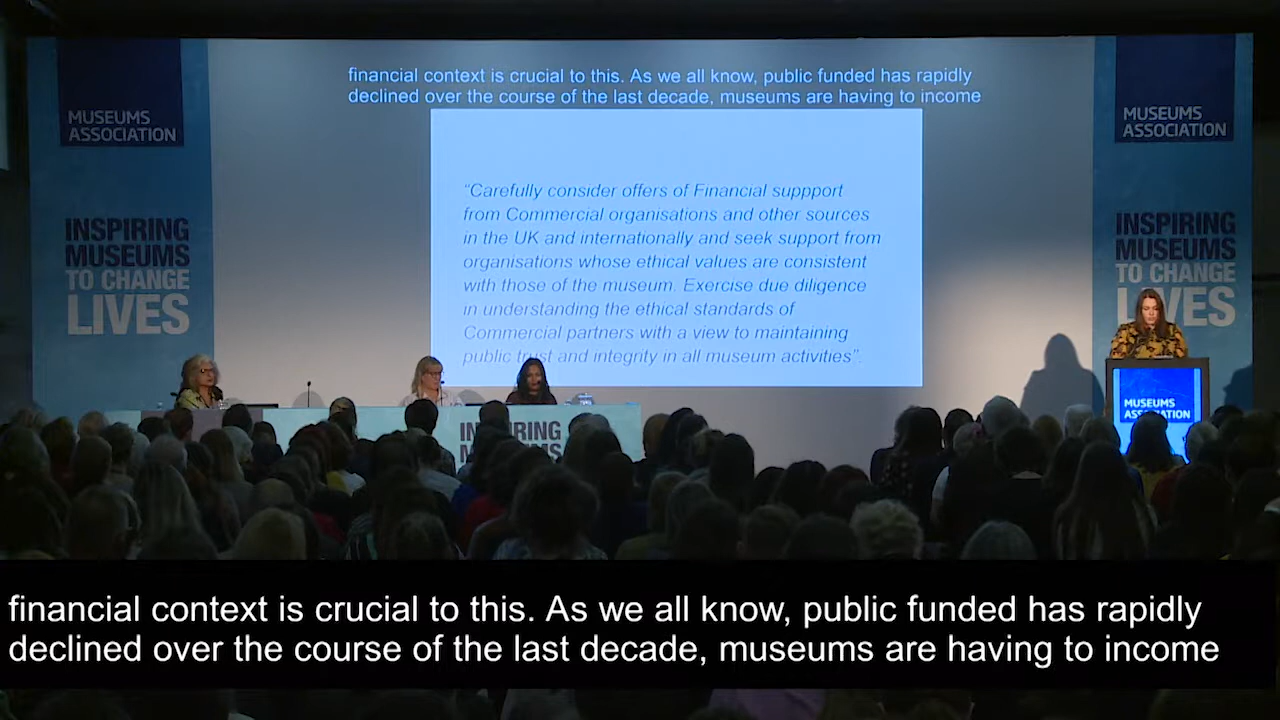 financial context is crucial to this. As we all know, public funded has rapidly
declined over the course of the last decade, museums are having to income
MUSEUMS
ASSOCIATION
MUSEUMS
ASSOCIATION
“Carefully consider offers of Financial suppport
from Commercial organisations and other sources
in the UK and internationally and seek support from
organisations whose ethical values are consistent
with those of the museum. Exercise due diligence
in understanding the ethical standards of
Commercial partners with a view to maintaining
public trust and integrity in all museum activities”.
INSPIRING
MUSEUMS
TO CHANGE
LIVES
INSPIRING
MUSEUMS
TO CHANGE
LIVES
MUSEUMS
ASSOCIATION
financial context is crucial to this. As we all know, public funded has rapidly
declined over the course of the last decade, museums are having to income